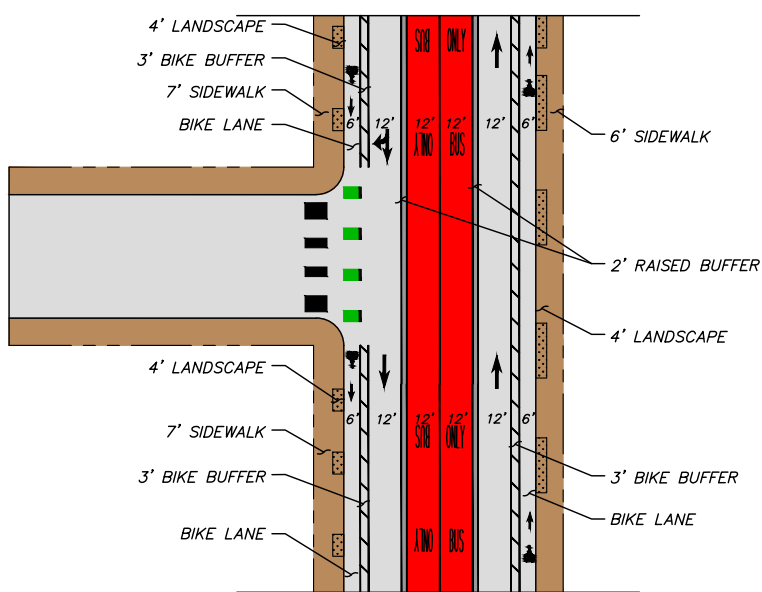 4' LANDSCAPE
3' BIKE BUFFER
7' SIDEWALK
BIKE LANE
BUS ONLY
6' 12' 12' 12' 12' 6'
ONLY BUS
6' SIDEWALK
2' RAISED BUFFER
4' LANDSCAPE
4' LANDSCAPE
7' SIDEWALK
3' BIKE BUFFER
BIKE LANE
6' 12' 12' 12' 12' 6'
BUS ONLY
3' BIKE BUFFER
BIKE LANE
ONLY BUS